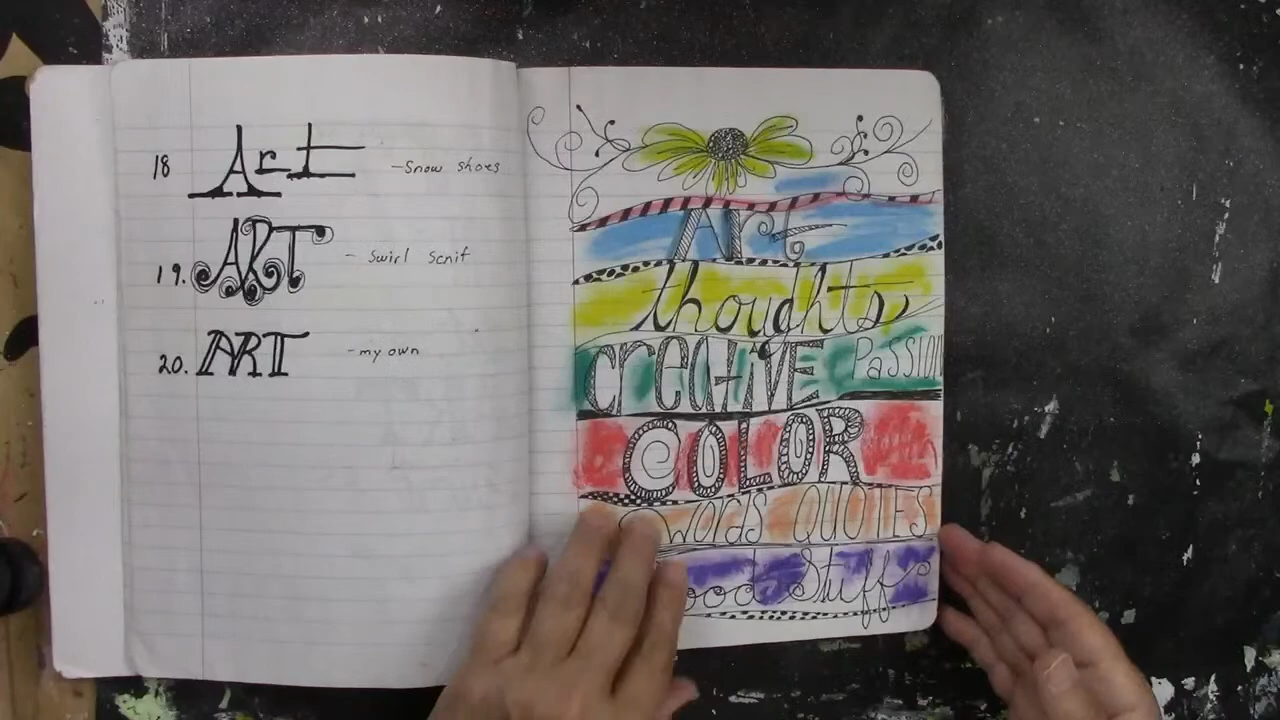 18 Art -Snow shoes
19. ART - Swirl scrif
20. ART -my own
Art
thoughts
creative Passion
COLOR
words QUOTES
ood Stuff